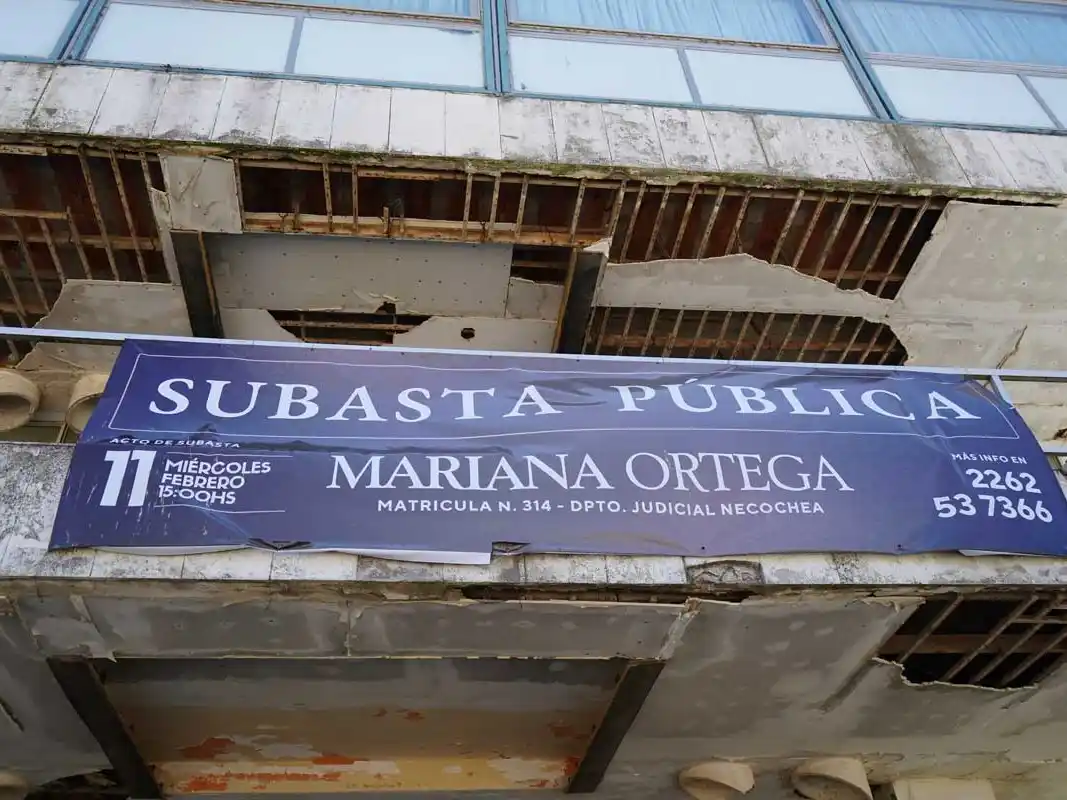 SUBASTA PÚBLICA
ACTO DE SUBASTA
11
MIÉRCOLES
FEBRERO
15:00HS
MARIANA ORTEGA
MATRICULA N. 314 - DPTO. JUDICIAL NECOCHEA
MÁS INFO EN
2262
537366